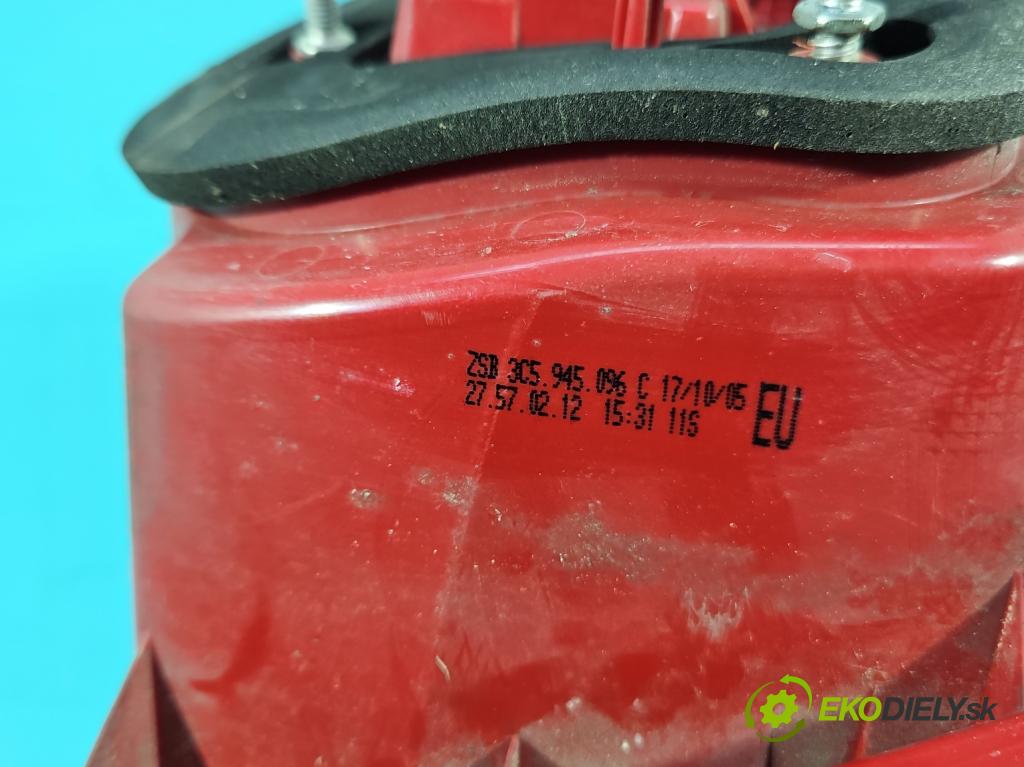 ZSB 3C5.945.096 C 17/10/05 EU
27.57.02.12 15:31 11S
EKODIELY.sk